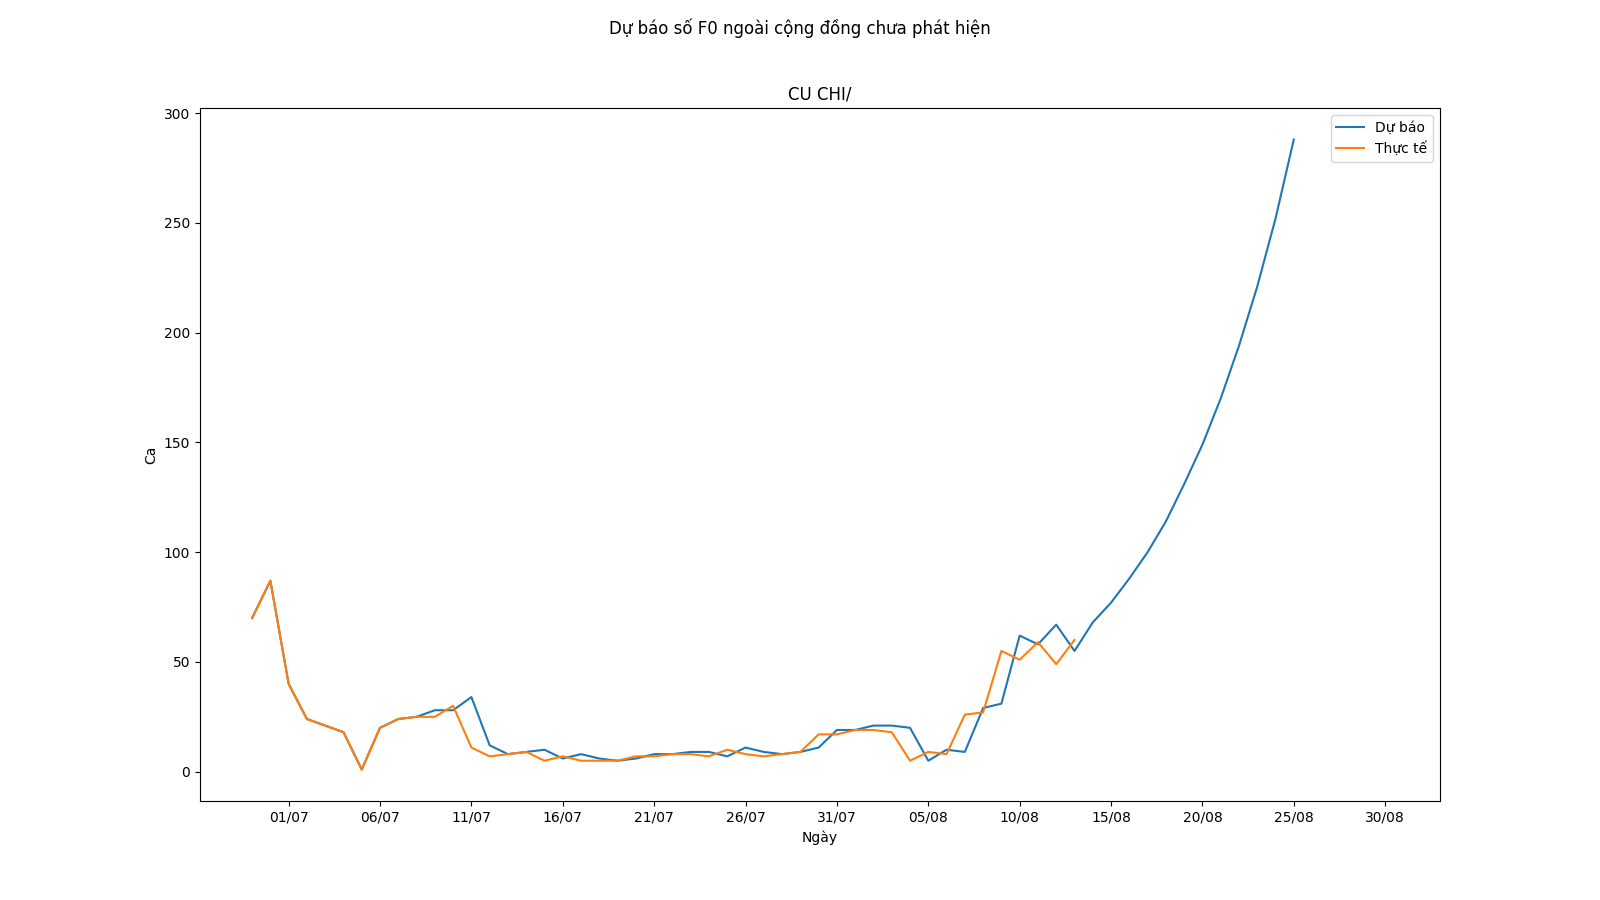 Dự báo số F0 ngoài cộng đồng chưa phát hiện
CU CHI/
Dự báo
Thực tế
300
250
200
150
100
50
0
Ca
01/07 06/07 11/07 16/07 21/07 26/07 31/07 05/08 10/08 15/08 20/08 25/08 30/08
Ngày